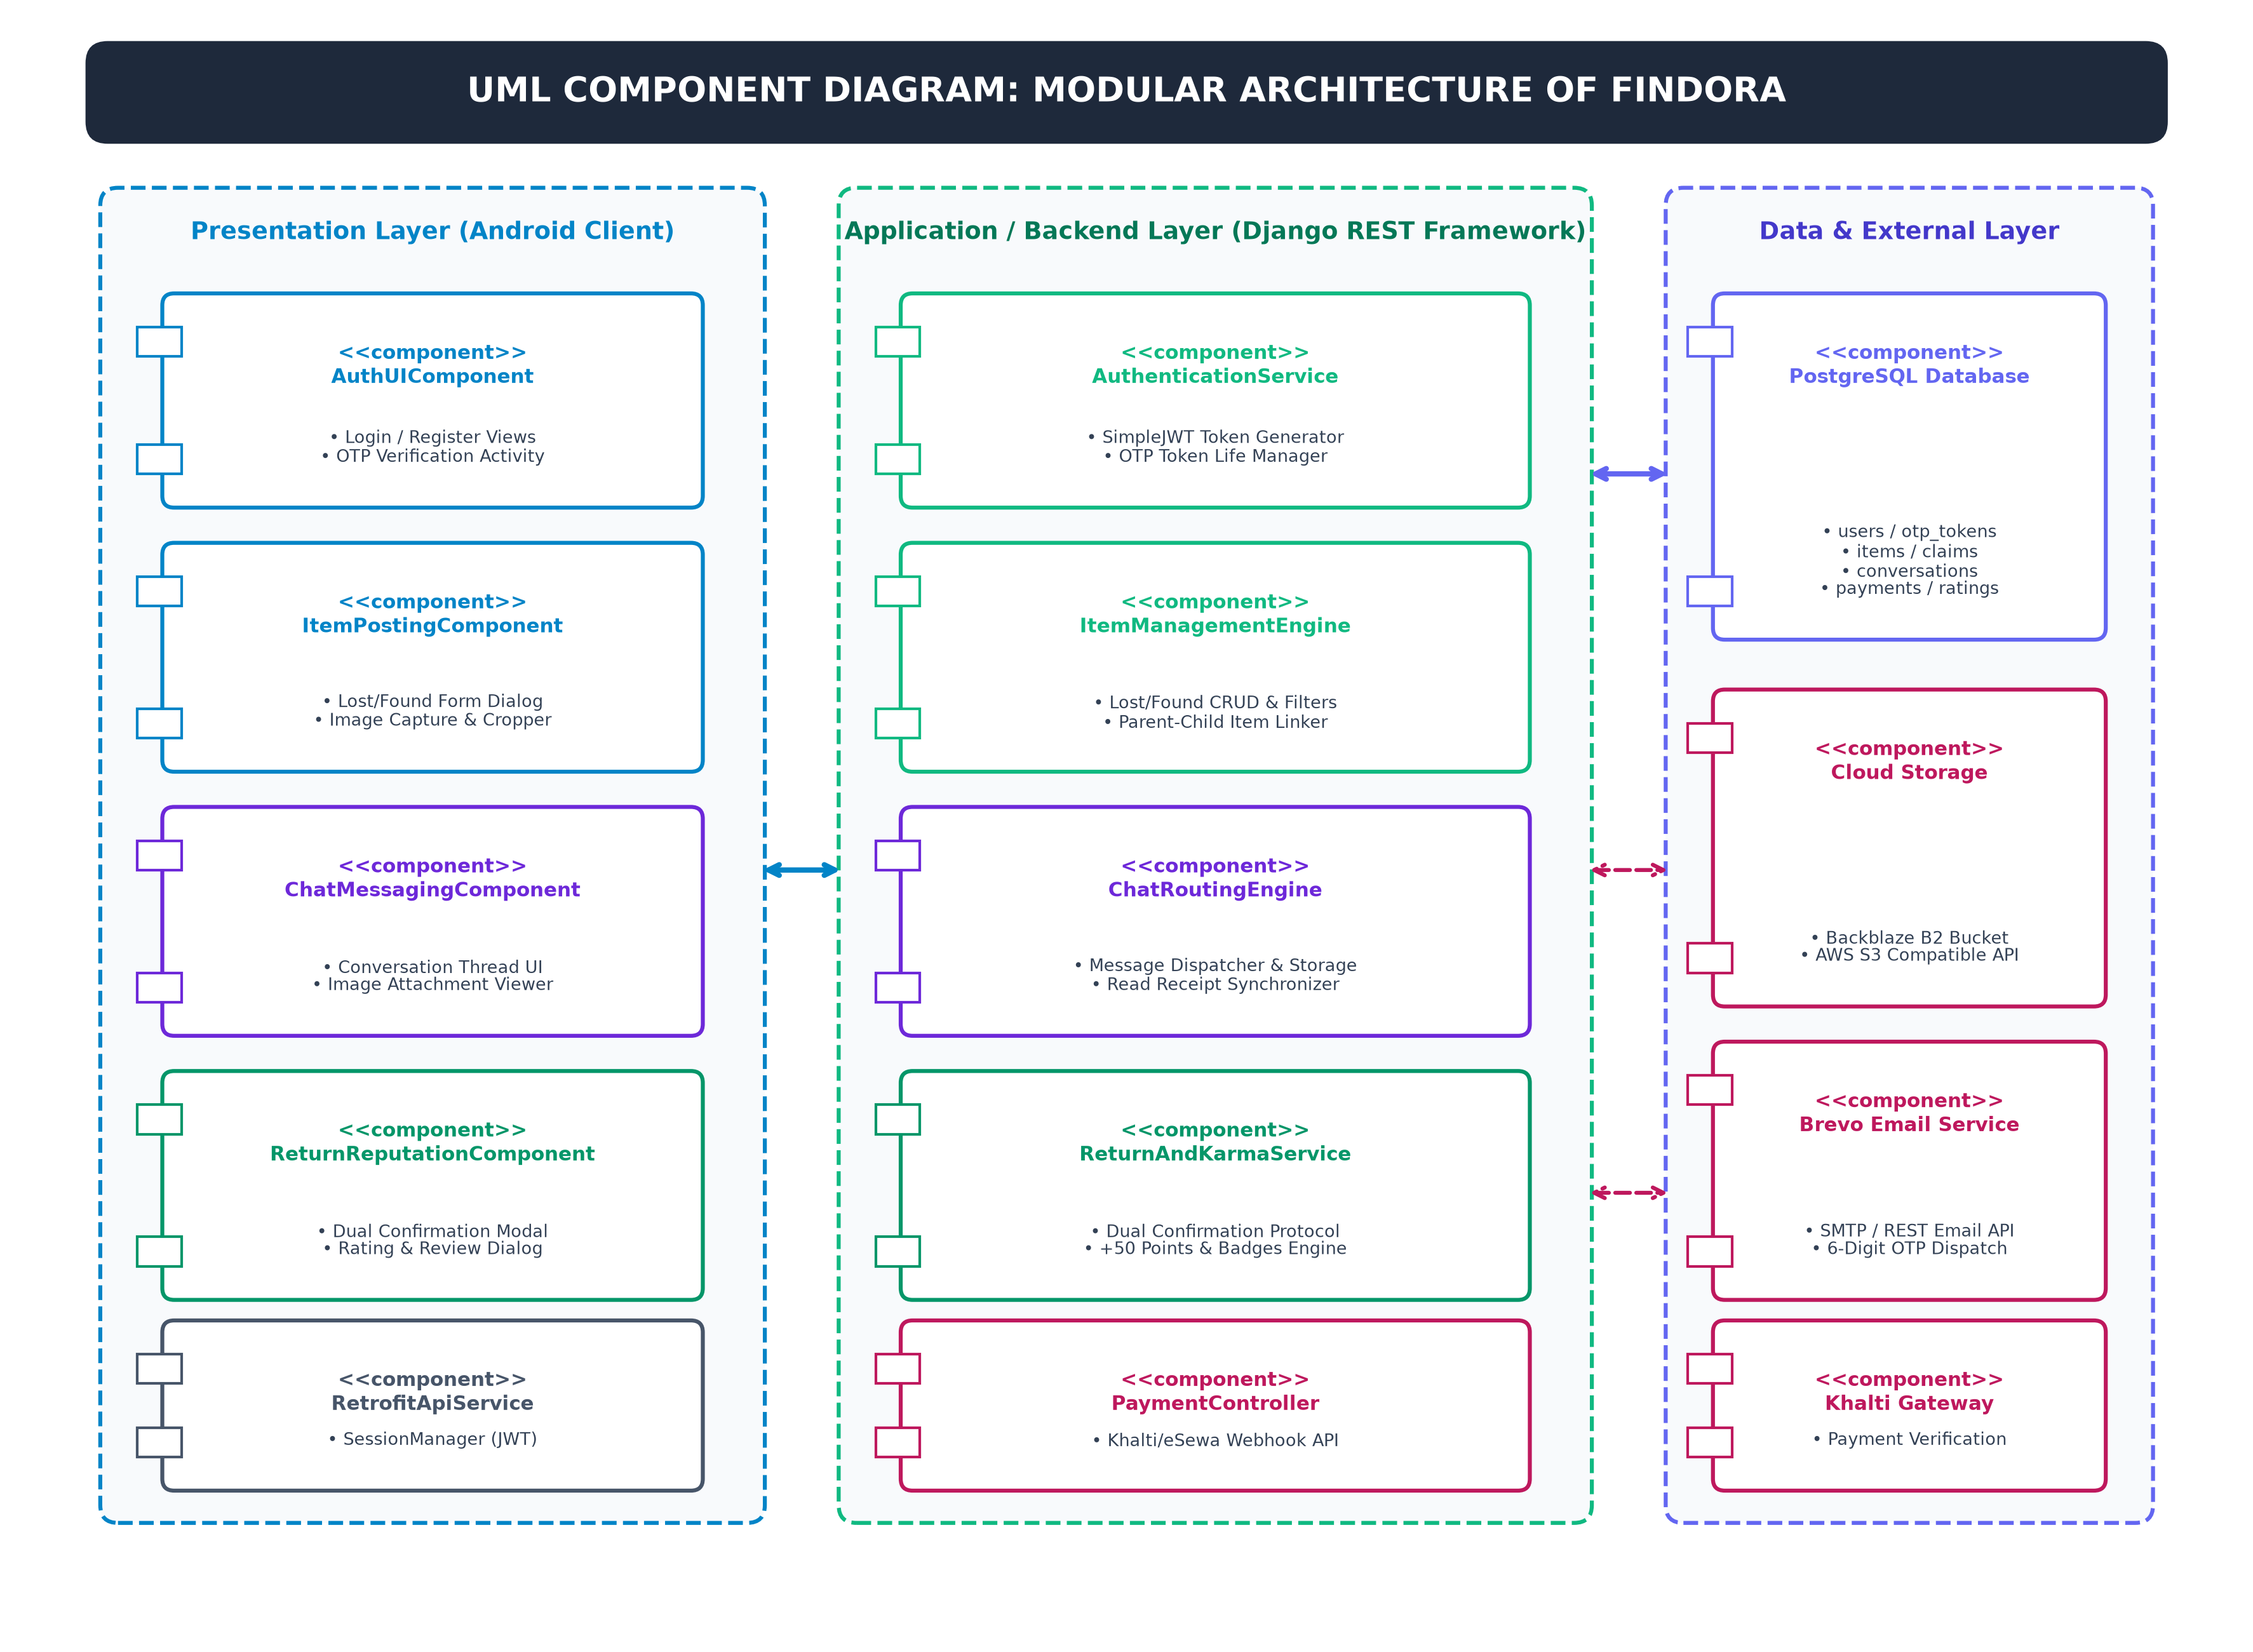 UML COMPONENT DIAGRAM: MODULAR ARCHITECTURE OF FINDORA
Presentation Layer (Android Client)
<<component>>
AuthUIComponent
• Login / Register Views
• OTP Verification Activity
<<component>>
ItemPostingComponent
• Lost/Found Form Dialog
• Image Capture & Cropper
<<component>>
ChatMessagingComponent
• Conversation Thread UI
• Image Attachment Viewer
<<component>>
ReturnReputationComponent
• Dual Confirmation Modal
• Rating & Review Dialog
<<component>>
RetrofitApiService
• SessionManager (JWT)
Application / Backend Layer (Django REST Framework)
<<component>>
AuthenticationService
• SimpleJWT Token Generator
• OTP Token Life Manager
<<component>>
ItemManagementEngine
• Lost/Found CRUD & Filters
• Parent-Child Item Linker
<<component>>
ChatRoutingEngine
• Message Dispatcher & Storage
• Read Receipt Synchronizer
<<component>>
ReturnAndKarmaService
• Dual Confirmation Protocol
• +50 Points & Badges Engine
<<component>>
PaymentController
• Khalti/eSewa Webhook API
Data & External Layer
<<component>>
PostgreSQL Database
• users / otp_tokens
• items / claims
• conversations
• payments / ratings
<<component>>
Cloud Storage
• Backblaze B2 Bucket
• AWS S3 Compatible API
<<component>>
Brevo Email Service
• SMTP / REST Email API
• 6-Digit OTP Dispatch
<<component>>
Khalti Gateway
• Payment Verification